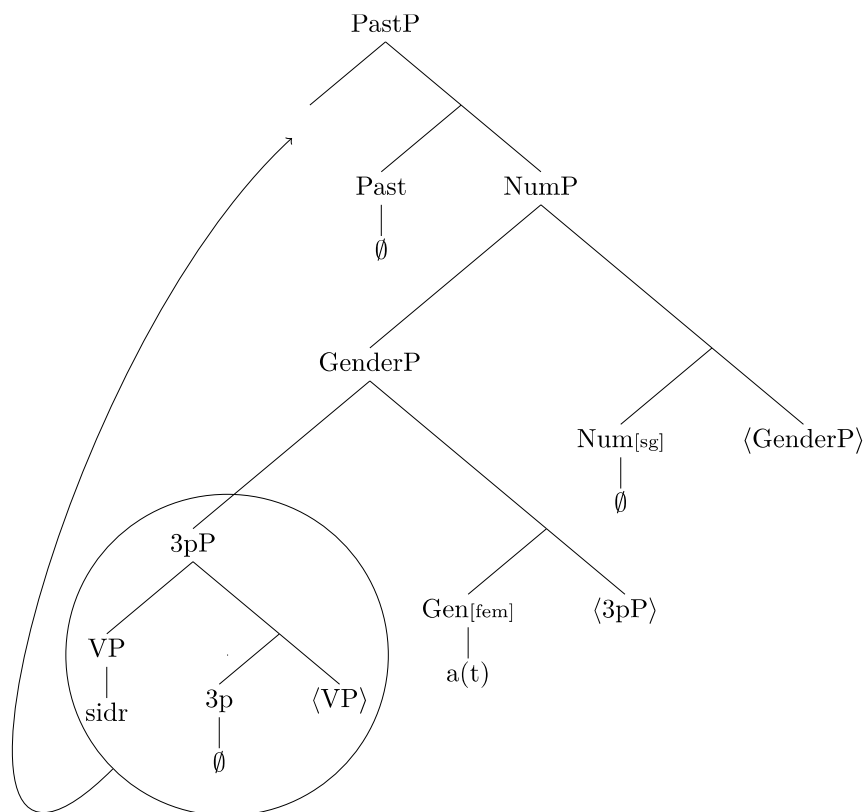 PastP
Past NumP
∅
GenderP
Num[sg] ⟨GenderP⟩
∅
3pP
Gen[fem] ⟨3pP⟩
VP
a(t)
3p ⟨VP⟩
sidr
∅